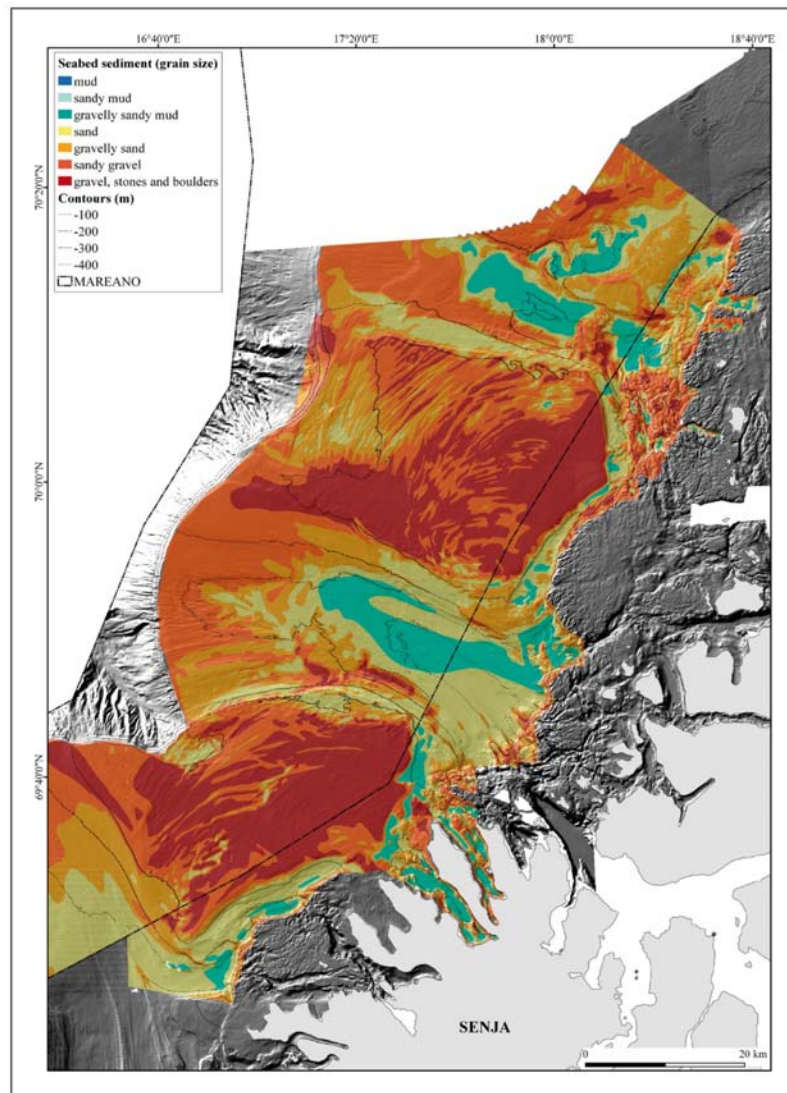 16°40'0"E 17°20'0"E 18°0'0"E 18°40'0"E
Seabed sediment (grain size)
mud
sandy mud
gravelly sandy mud
sand
gravelly sand
sandy gravel
gravel, stones and boulders
Contours (m)
-100
-200
-300
-400
MAREANO
70°20'0"N
70°0'0"N
69°40'0"N
SENJA
0 20 km